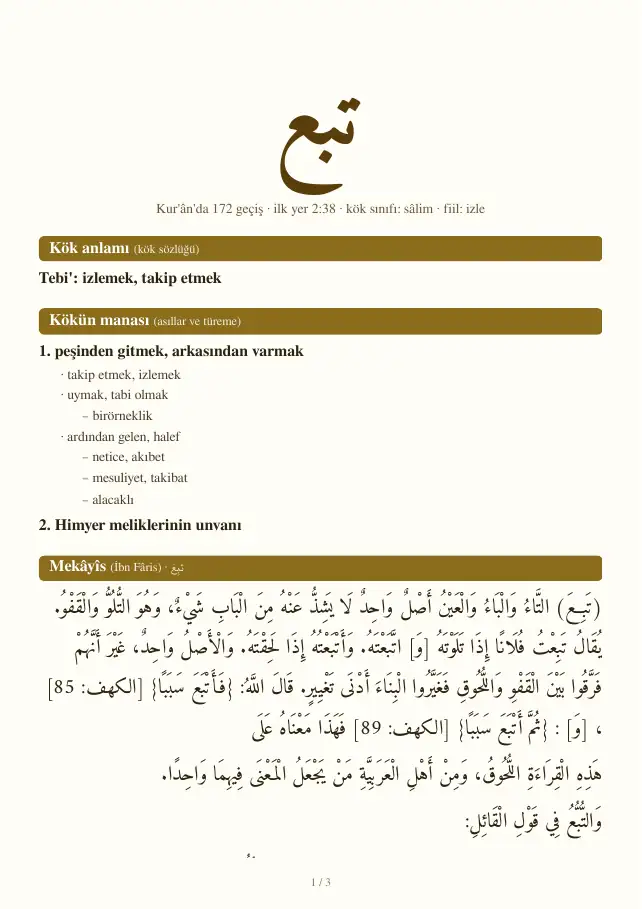 تبع
Kur'ân'da 172 geçiş · ilk yer 2:38 · kök sınıfı: sâlim · fiil: izle
Kök anlamı (kök sözlüğü)
Tebi': izlemek, takip etmek
Kökün manası (asıllar ve türeme)
1. peşinden gitmek, arkasından varmak
· takip etmek, izlemek
· uymak, tabi olmak
– birörneklik
· ardından gelen, halef
– netice, akıbet
– mesuliyet, takibat
– alacaklı
2. Himyer meliklerinin unvanı
Mekâyîs (İbn Fâris) · تَبِعَ
(تَبِعَ) التَّاءُ وَالْبَاءُ وَالْعَيْنُ أَصْلٌ وَاحِدٌ لَا يَشِذُّ عَنْهُ مِنَ الْبَابِ شَيْءٌ، وَهُوَ التُّلُوُّ وَالْقَفْوُ.
يُقَالُ تَبِعْتُ فُلَانًا إِذَا تَلَوْتَهُ [وَ] اتَّبَعْتَهُ. وَأَتْبَعْتُهُ إِذَا لَحِقْتَهُ. وَالْأَصْلُ وَاحِدٌ، غَيْرَ أَنَّهُمْ
فَرَّقُوا بَيْنَ الْقَفْوِ وَاللُّحُوقِ فَغَيَّرُوا الْبِنَاءَ أَدْنَى تَغْيِيرٍ. قَالَ اللَّهُ: {فَأَتْبَعَ سَبَبًا} [الكهف: 85]
، [وَ] : {ثُمَّ أَتْبَعَ سَبَبًا} [الكهف: 89] فَهَذَا مَعْنَاهُ عَلَى
هَذِهِ الْقِرَاءَةِ اللُّحُوقُ، وَمِنْ أَهْلِ الْعَرَبِيَّةِ مَنْ يَجْعَلُ الْمَعْنَى فِيهِمَا وَاحِدًا.
وَالتُّبُّعُ فِي قَوْلِ الْقَائِلِ:
1 / 3